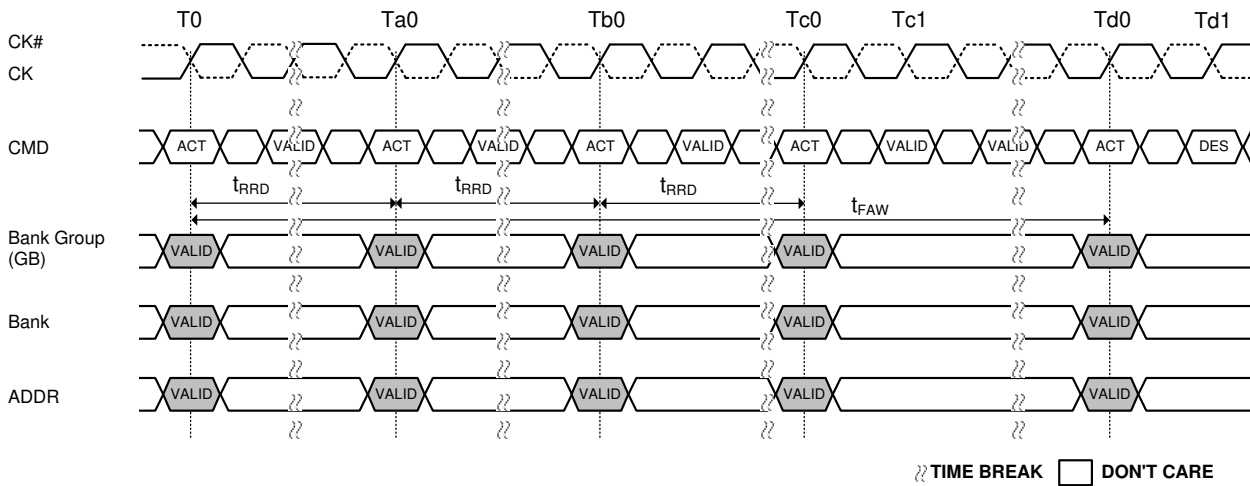 T0 Ta0 Tb0 Tc0 Tc1 Td0 Td1
CK#
CK
CMD ACT VALID ACT VALID ACT VALID ACT VALID VALID ACT DES
tRRD tRRD tRRD
tFAW
Bank Group
(GB)
VALID VALID VALID VALID VALID
Bank VALID VALID VALID VALID VALID
ADDR VALID VALID VALID VALID VALID
TIME BREAK DON'T CARE